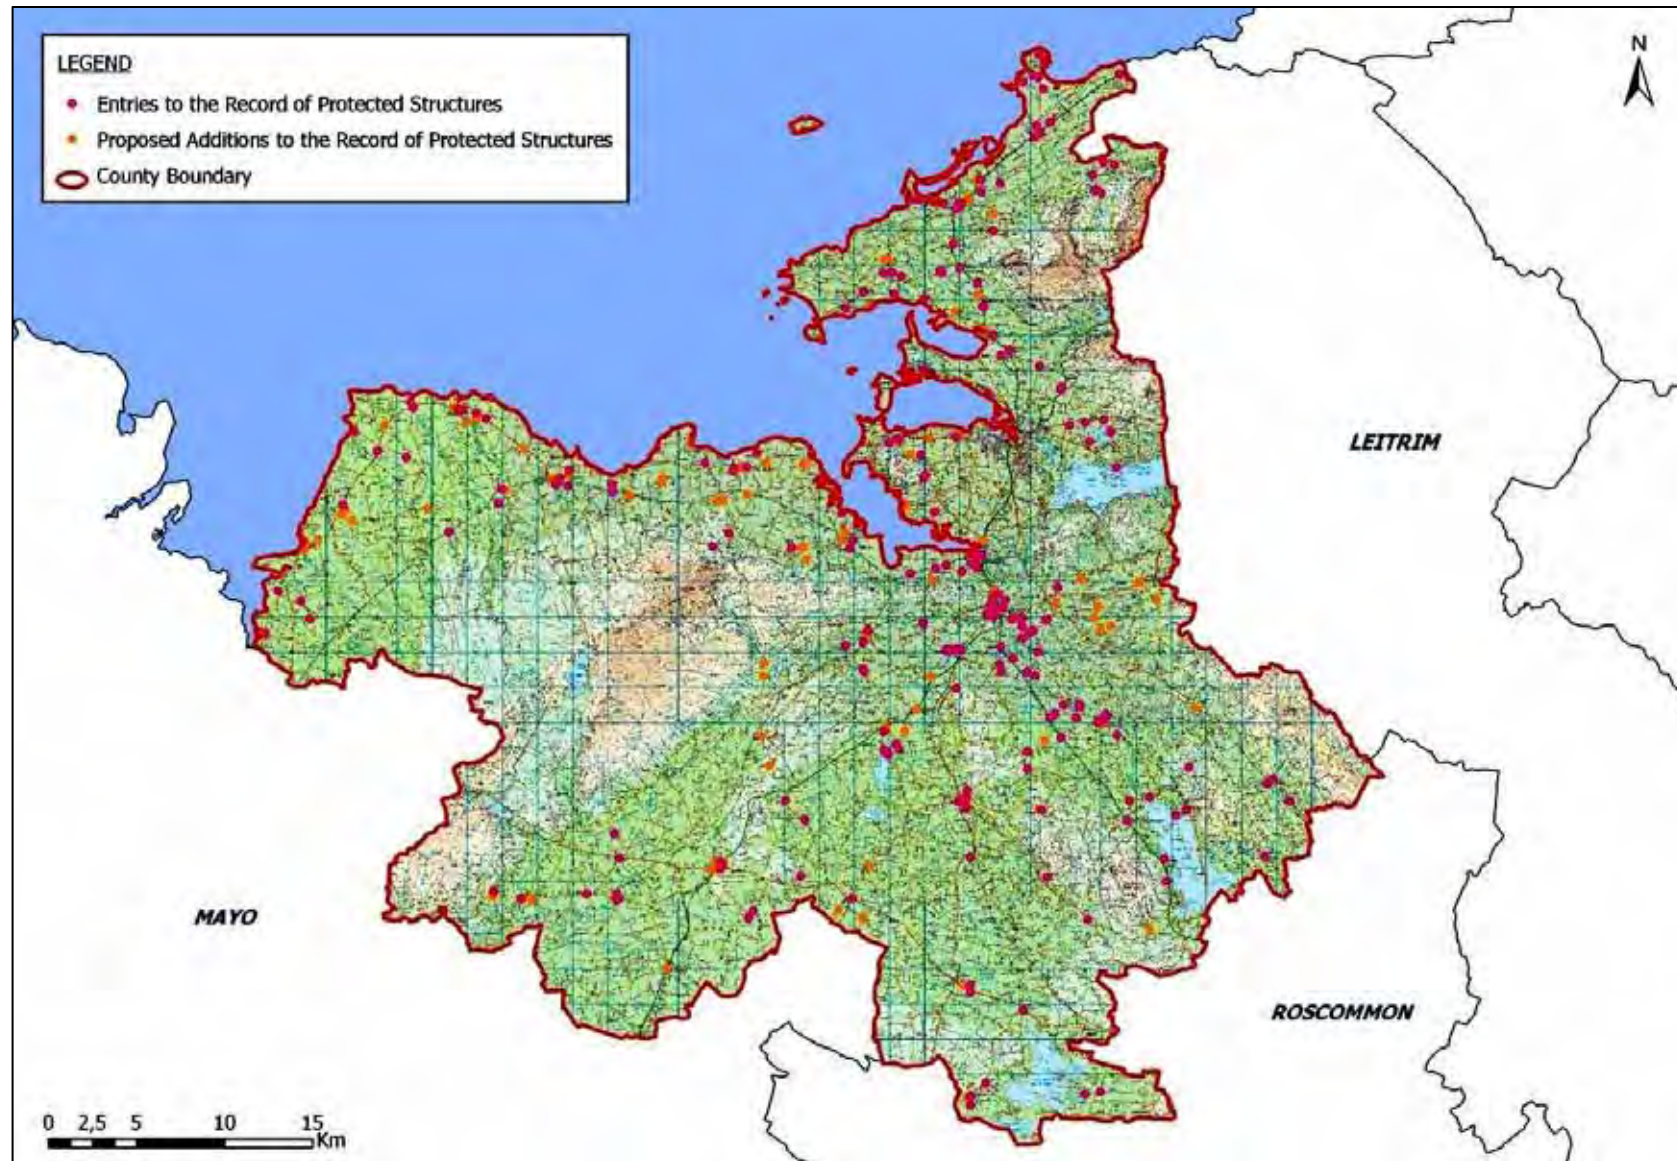 LEGEND
Entries to the Record of Protected Structures
Proposed Additions to the Record of Protected Structures
County Boundary
N
LEITRIM
MAYO
ROSCOMMON
0 2,5 5 10 15
Km